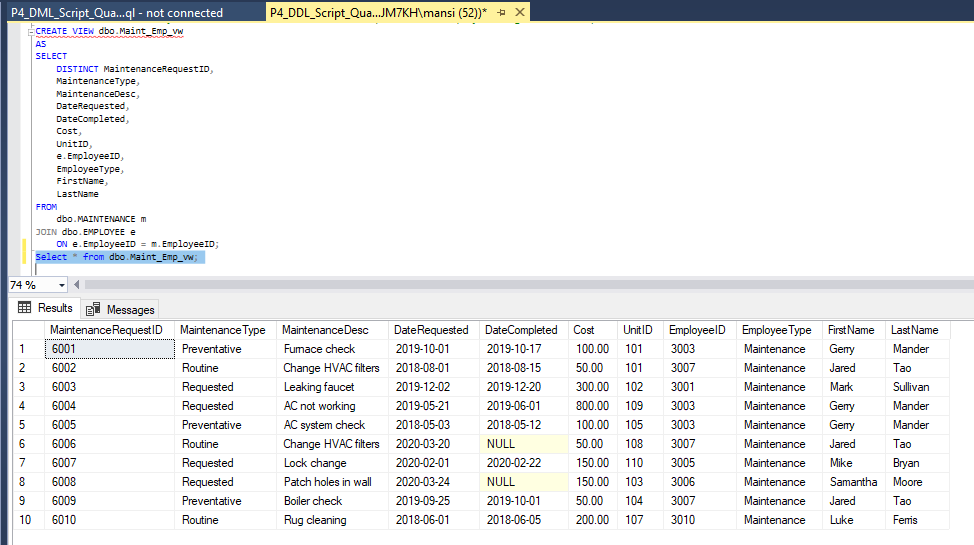 P4_DML_Script_Qua...ql - not connected P4_DDL_Script_Qua...JM7KH\mansi (52))*
CREATE VIEW dbo.Maint_Emp_vw
AS
SELECT
DISTINCT MaintenanceRequestID,
MaintenanceType,
MaintenanceDesc,
DateRequested,
DateCompleted,
Cost,
UnitID,
e.EmployeeID,
EmployeeType,
FirstName,
LastName
FROM
dbo.MAINTENANCE m
JOIN dbo.EMPLOYEE e
ON e.EmployeeID = m.EmployeeID;
Select * from dbo.Maint_Emp_vw;
74 %
Results Messages
MaintenanceRequestID MaintenanceType MaintenanceDesc DateRequested DateCompleted Cost UnitID EmployeeID EmployeeType FirstName LastName
1 6001 Preventative Furnace check 2019-10-01 2019-10-17 100.00 101 3003 Maintenance Gerry Mander
2 6002 Routine Change HVAC filters 2018-08-01 2018-08-15 50.00 101 3007 Maintenance Jared Tao
3 6003 Requested Leaking faucet 2019-12-02 2019-12-20 300.00 102 3001 Maintenance Mark Sullivan
4 6004 Requested AC not working 2019-05-21 2019-06-01 800.00 109 3003 Maintenance Gerry Mander
5 6005 Preventative AC system check 2018-05-03 2018-05-12 100.00 105 3003 Maintenance Gerry Mander
6 6006 Routine Change HVAC filters 2020-03-20 NULL 50.00 108 3007 Maintenance Jared Tao
7 6007 Requested Lock change 2020-02-01 2020-02-22 150.00 110 3005 Maintenance Mike Bryan
8 6008 Requested Patch holes in wall 2020-03-24 NULL 150.00 103 3006 Maintenance Samantha Moore
9 6009 Preventative Boiler check 2019-09-25 2019-10-01 50.00 104 3007 Maintenance Jared Tao
10 6010 Routine Rug cleaning 2018-06-01 2018-06-05 200.00 107 3010 Maintenance Luke Ferris